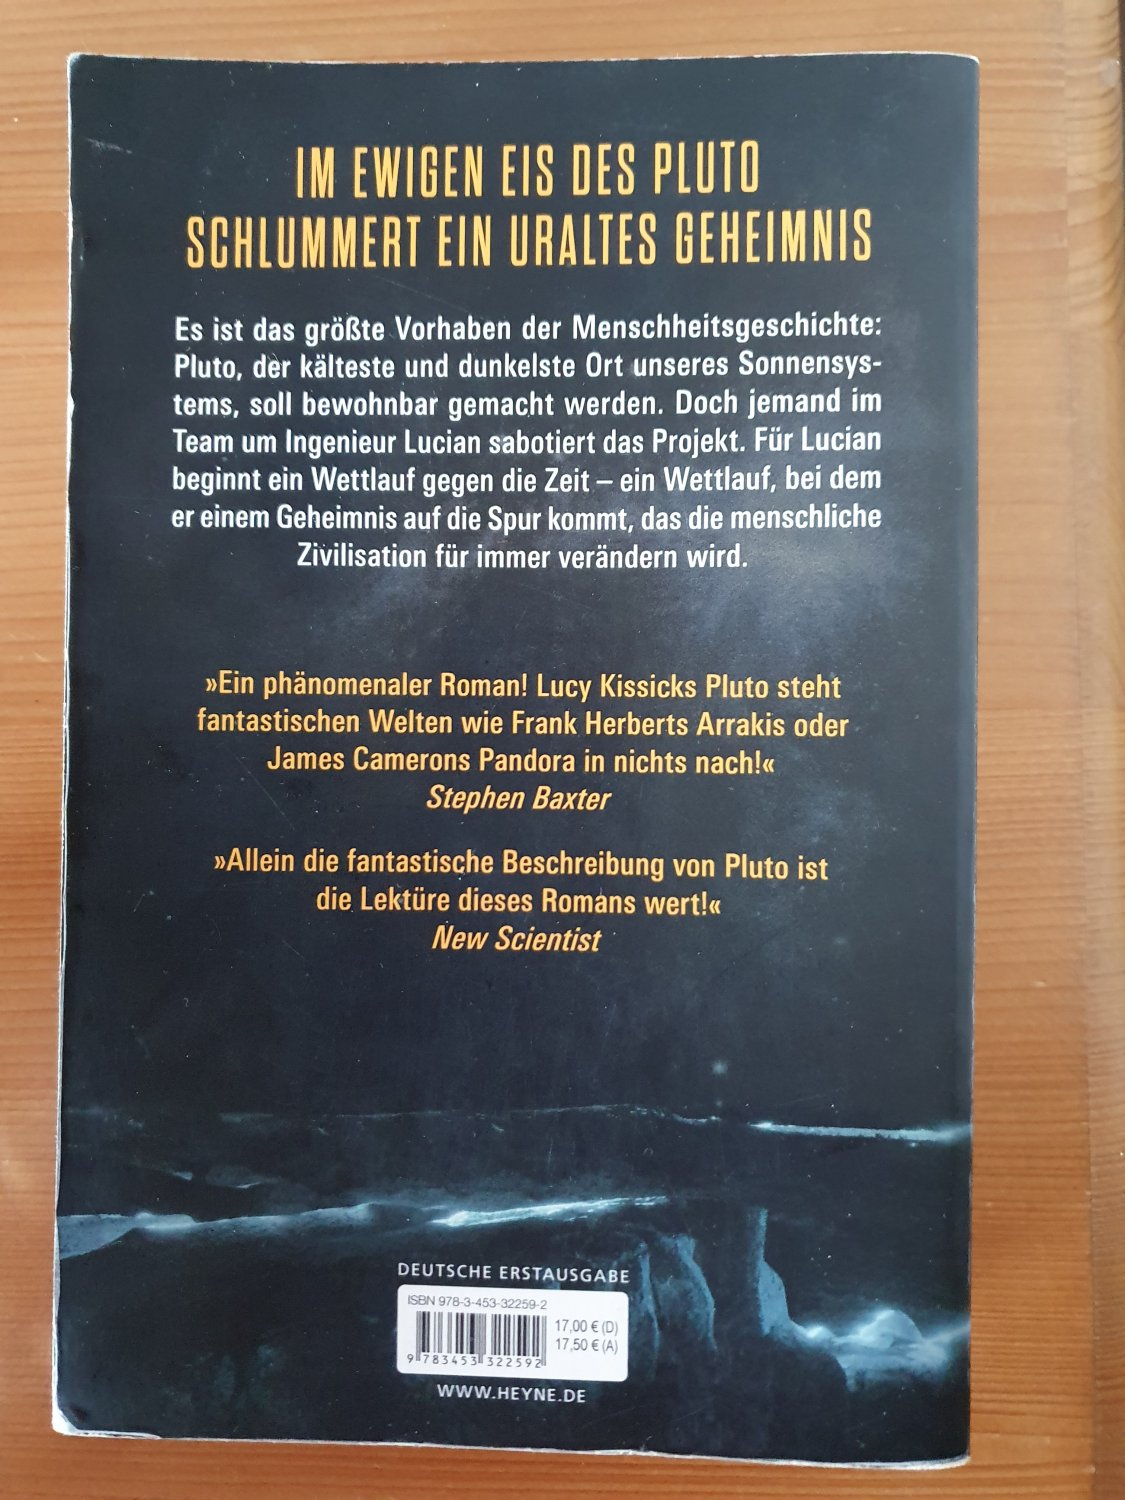 IM EWIGEN EIS DES PLUTO
SCHLUMMERT EIN URALTES GEHEIMNIS
Es ist das größte Vorhaben der Menschheitsgeschichte:
Pluto, der kälteste und dunkelste Ort unseres Sonnensys-
tems, soll bewohnbar gemacht werden. Doch jemand im
Team um Ingenieur Lucian sabotiert das Projekt. Für Lucian
beginnt ein Wettlauf gegen die Zeit – ein Wettlauf, bei dem
er einem Geheimnis auf die Spur kommt, das die menschliche
Zivilisation für immer verändern wird.
»Ein phänomenaler Roman! Lucy Kissicks Pluto steht
fantastischen Welten wie Frank Herberts Arrakis oder
James Camerons Pandora in nichts nach!«
Stephen Baxter
»Allein die fantastische Beschreibung von Pluto ist
die Lektüre dieses Romans wert!«
New Scientist
DEUTSCHE ERSTAUSGABE
ISBN 978-3-453-32259-2
17,00 € (D)
17,50 € (A)
9 783453 322592
WWW.HEYNE.DE